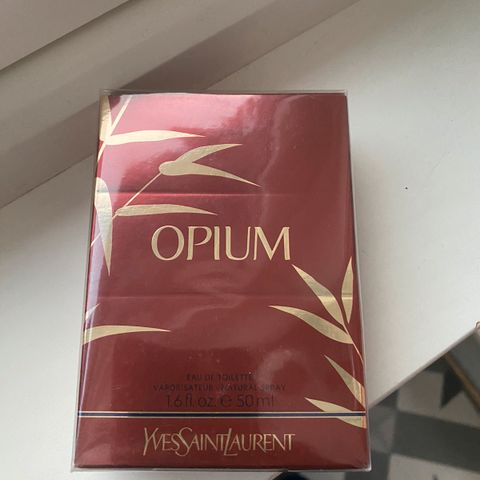 OPIUM
EAU DE TOILETTE
VAPORISATEUR NATURAL SPRAY
1.6 fl. oz. ℮ 50 ml
YVESSAINTLAURENT